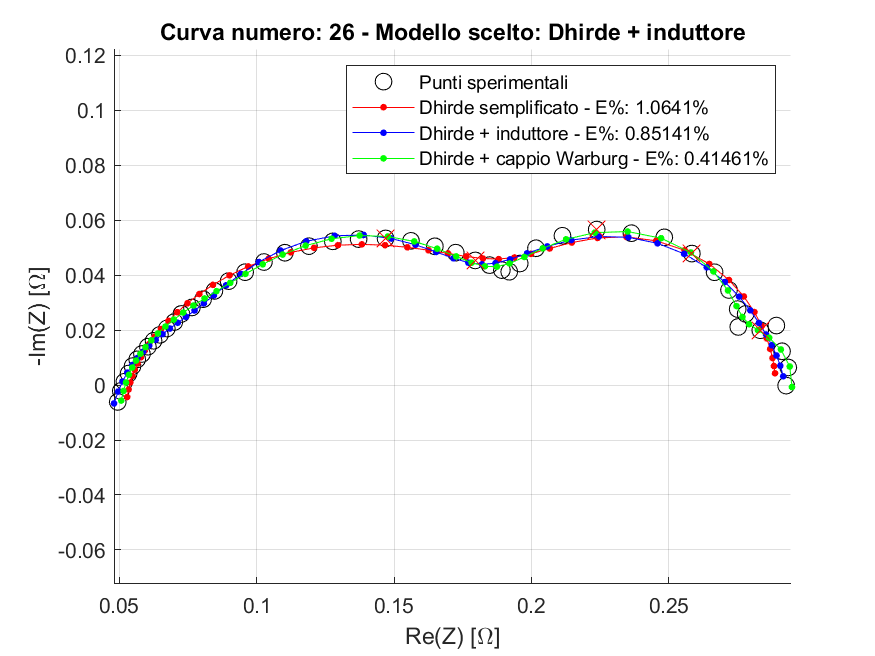 Curva numero: 26 - Modello scelto: Dhirde + induttore
Punti sperimentali
Dhirde semplificato - E%: 1.0641%
Dhirde + induttore - E%: 0.85141%
Dhirde + cappio Warburg - E%: 0.41461%
0.12
0.1
0.08
0.06
0.04
0.02
0
-0.02
-0.04
-0.06
-Im(Z) [Ω]
0.05 0.1 0.15 0.2 0.25
Re(Z) [Ω]